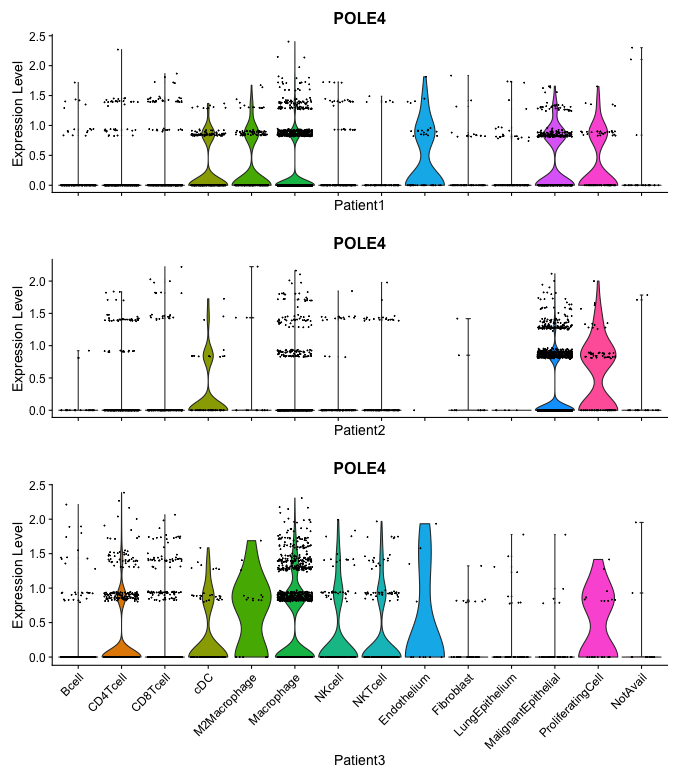 POLE4
Expression Level
2.5
2.0
1.5
1.0
0.5
0.0
Patient1
POLE4
Expression Level
2.0
1.5
1.0
0.5
0.0
Patient2
POLE4
Expression Level
2.5
2.0
1.5
1.0
0.5
0.0
Bcell
CD4Tcell
CD8Tcell
cDC
M2Macrophage
Macrophage
NKcell
NKTcell
Endothelium
Fibroblast
LungEpithelium
MalignantEpithelial
ProliferatingCell
NotAvail
Patient3